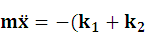 mẍ = −(k₁ + k₂